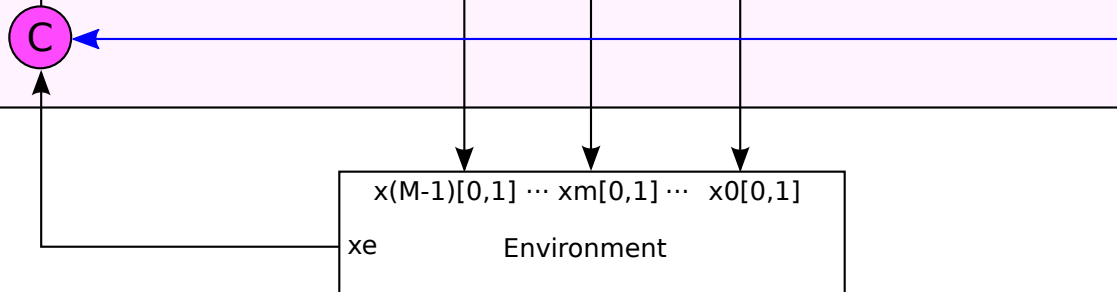 C
x(M-1)[0,1] ··· xm[0,1] ··· x0[0,1]
xe
Environment